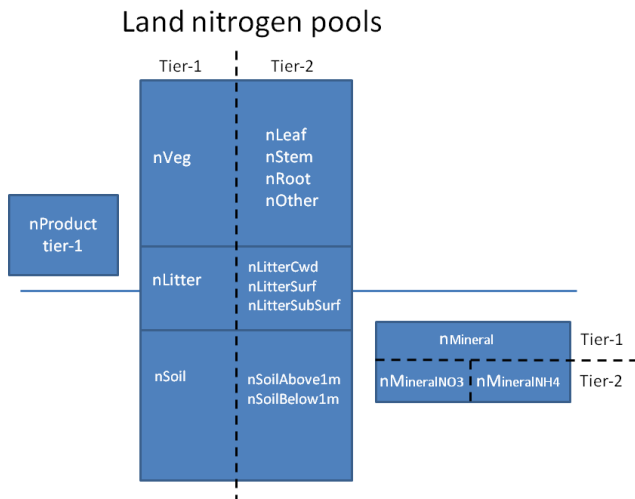 Land nitrogen pools
Tier-1
Tier-2
nVeg
nLeaf
nStem
nRoot
nOther
nProduct
tier-1
nLitter
nLitterCwd
nLitterSurf
nLitterSubSurf
nMineral
Tier-1
nSoil
nSoilAbove1m
nSoilBelow1m
nMineralNO3
nMineralNH4
Tier-2